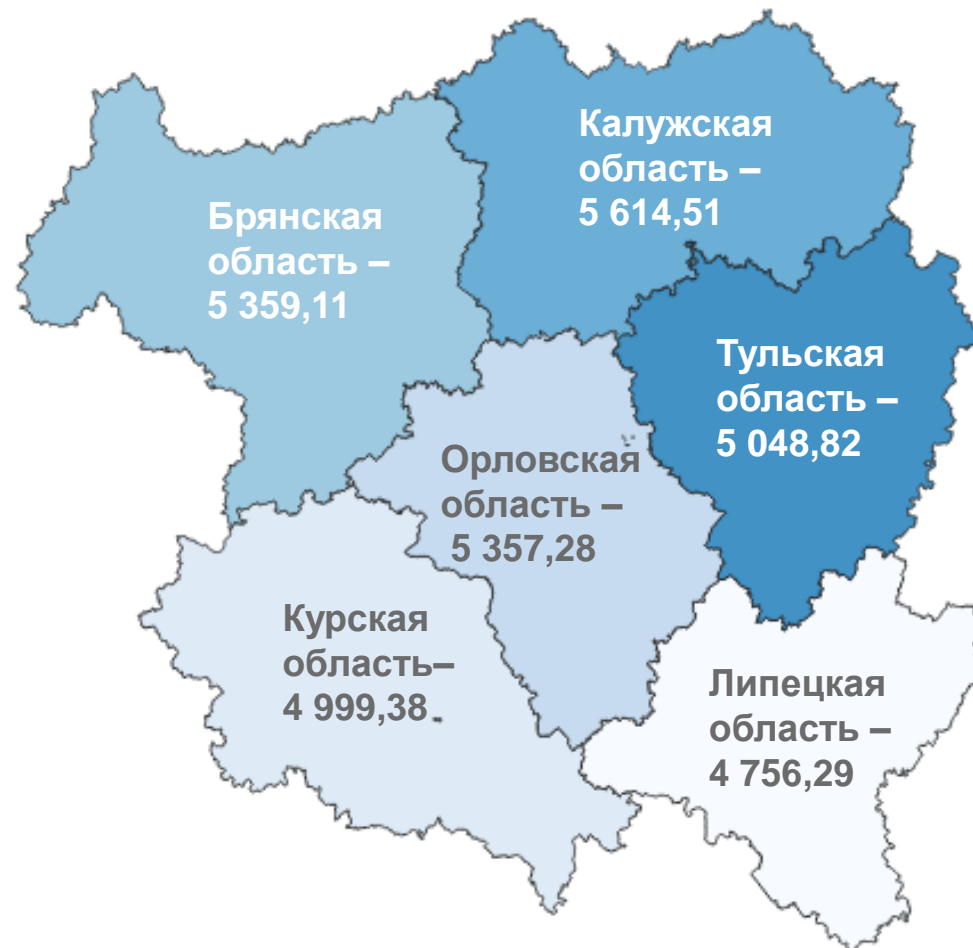 Калужская
область –
5 614,51
Брянская
область –
5 359,11
Тульская
область –
5 048,82
Орловская
область –
5 357,28
Курская
область–
4 999,38
Липецкая
область –
4 756,29